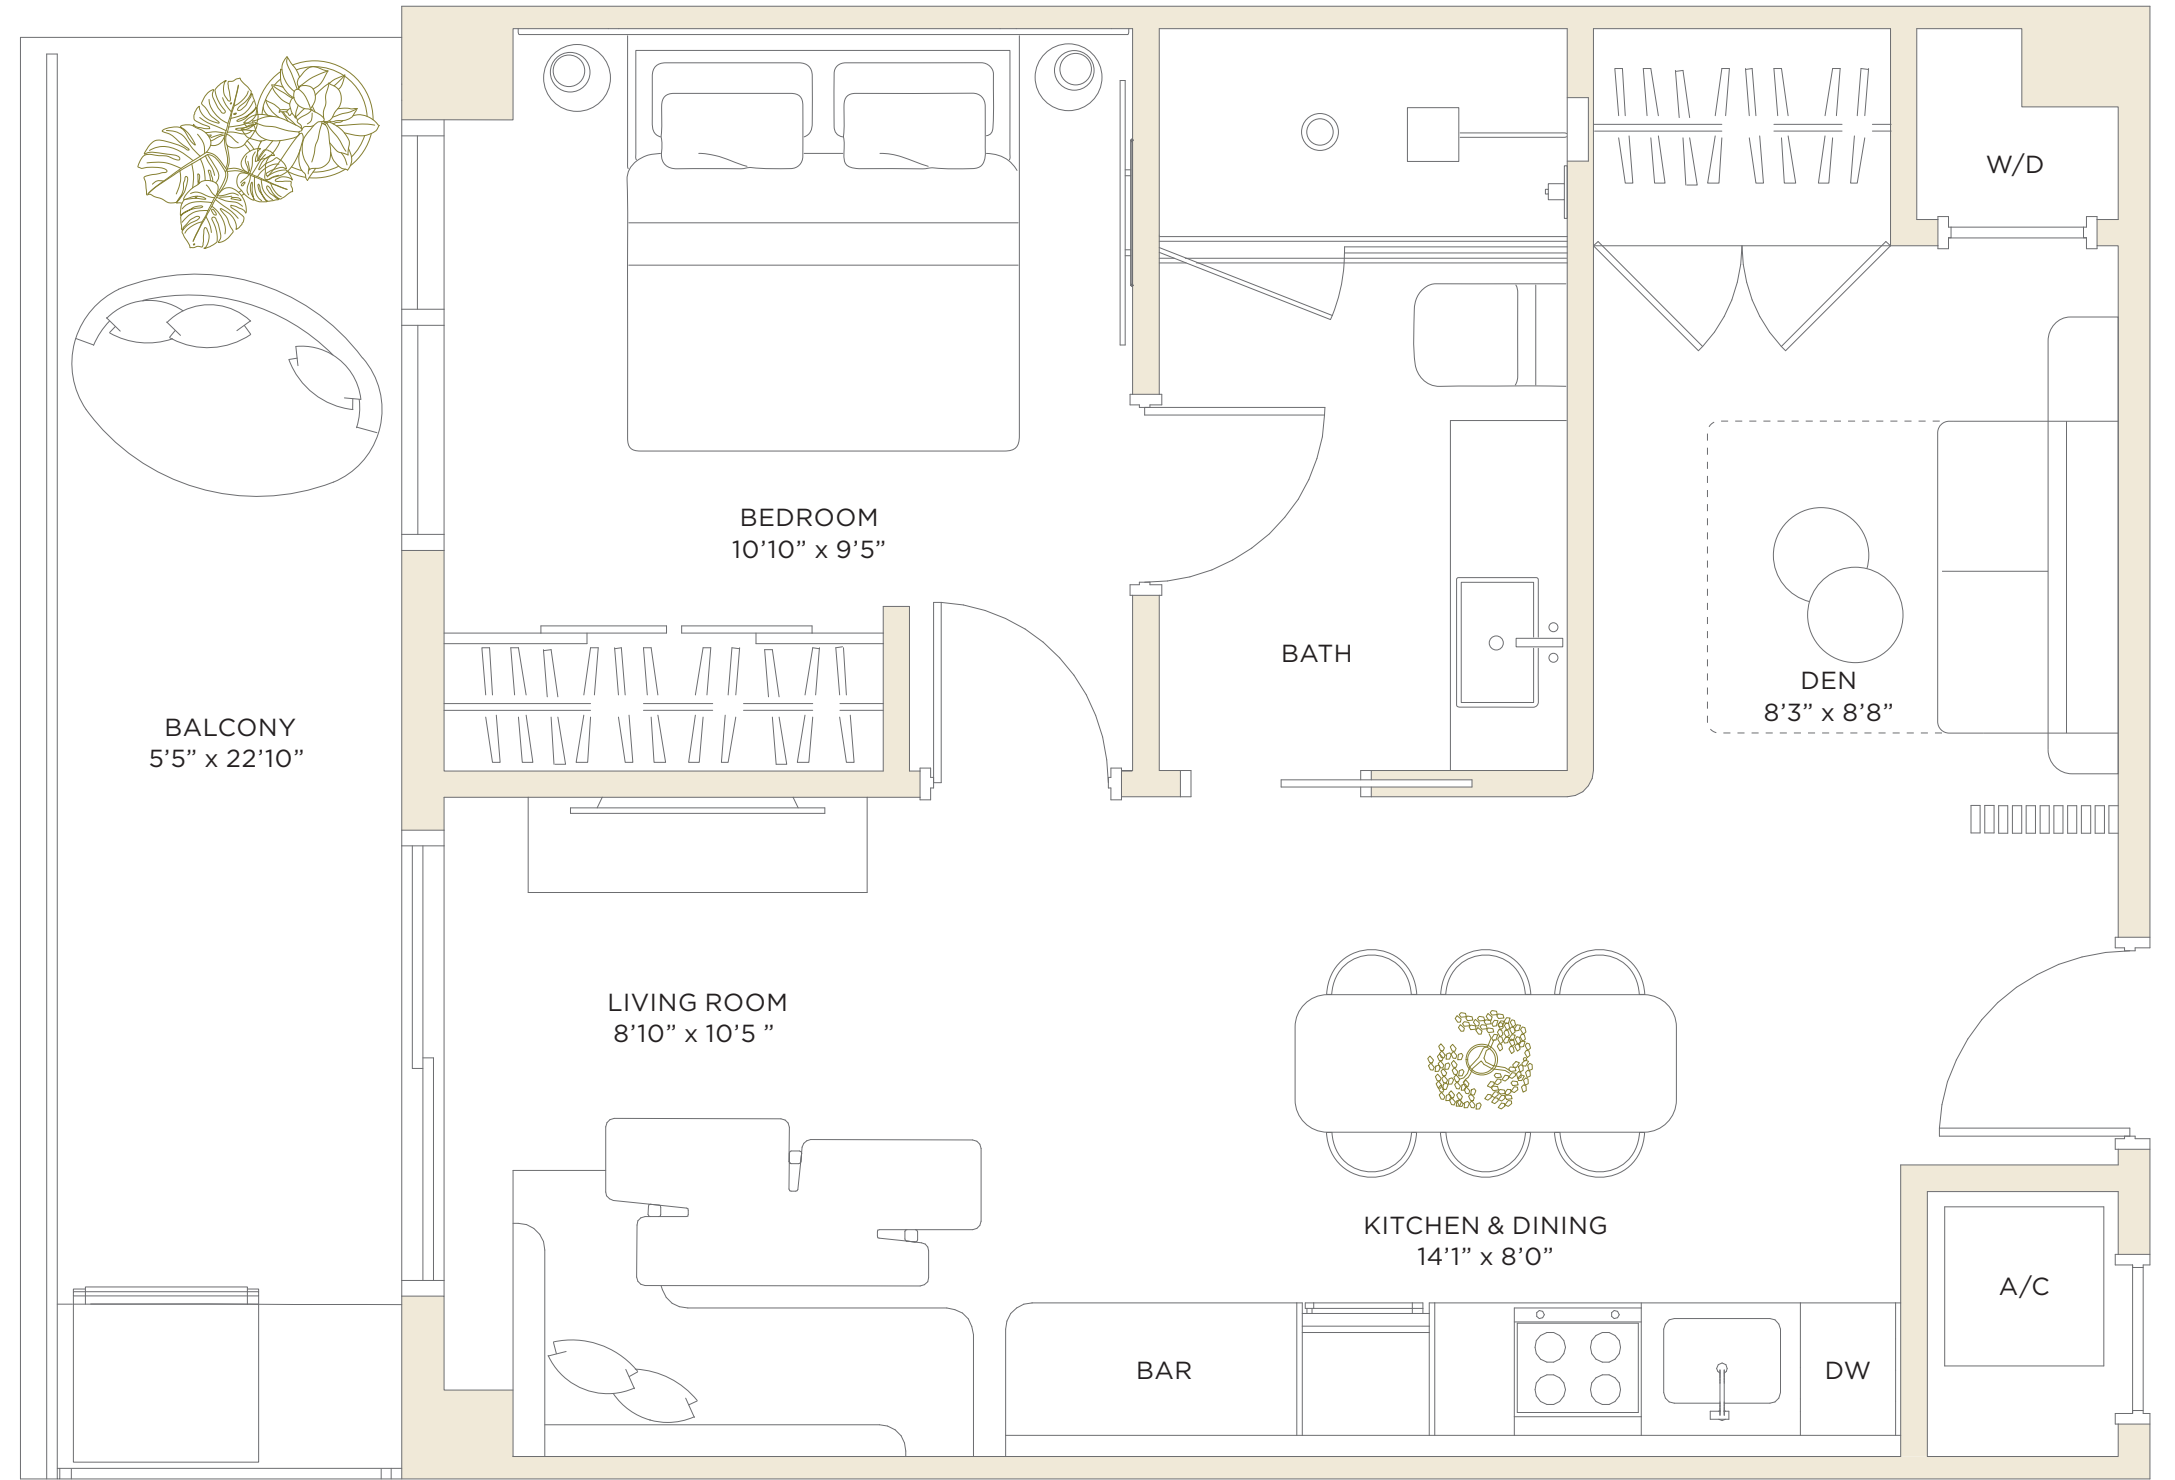 W/D
BEDROOM
10’10” x 9’5”
BATH
DEN
8’3” x 8’8”
BALCONY
5’5” x 22’10”
LIVING ROOM
8’10” x 10’5 ”
KITCHEN & DINING
14’1” x 8’0”
A/C
BAR
DW